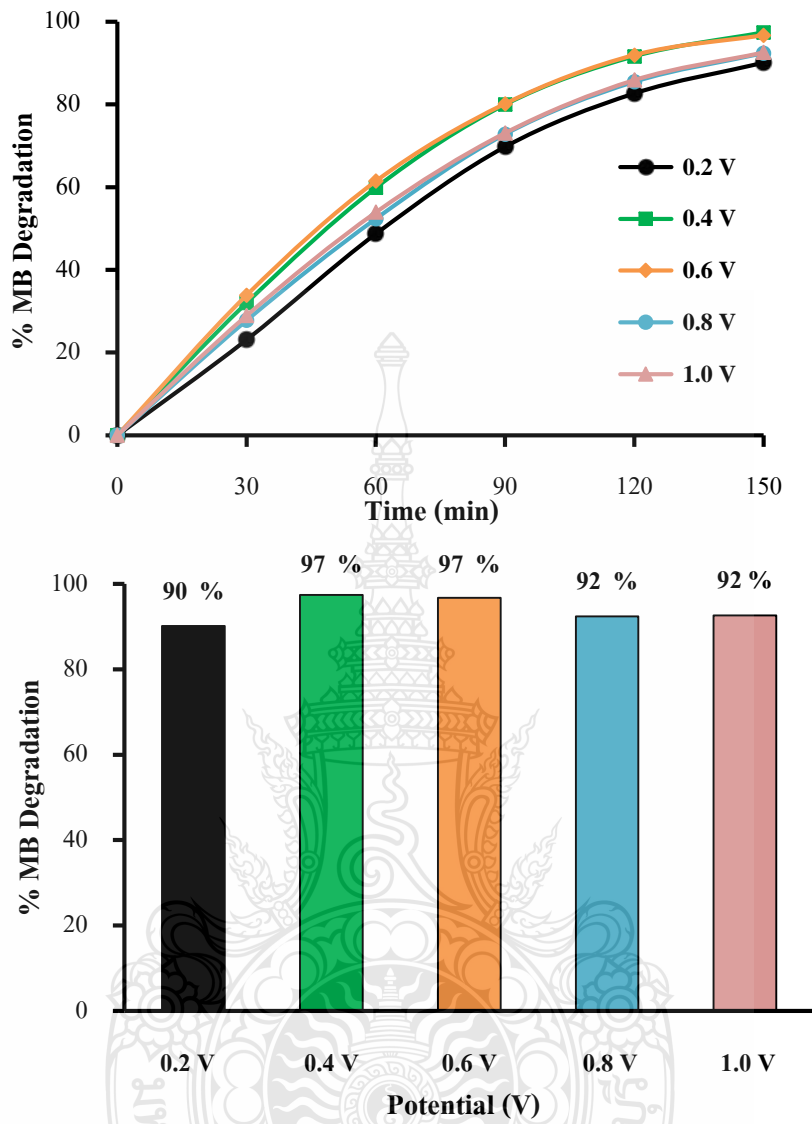 100
80
60
40
20
0
% MB Degradation
0.2 V
0.4 V
0.6 V
0.8 V
1.0 V
0 30 60 90 120 150
Time (min)
90 % 97 % 97 % 92 % 92 %
100
80
60
40
20
0
% MB Degradation
0.2 V 0.4 V 0.6 V 0.8 V 1.0 V
Potential (V)